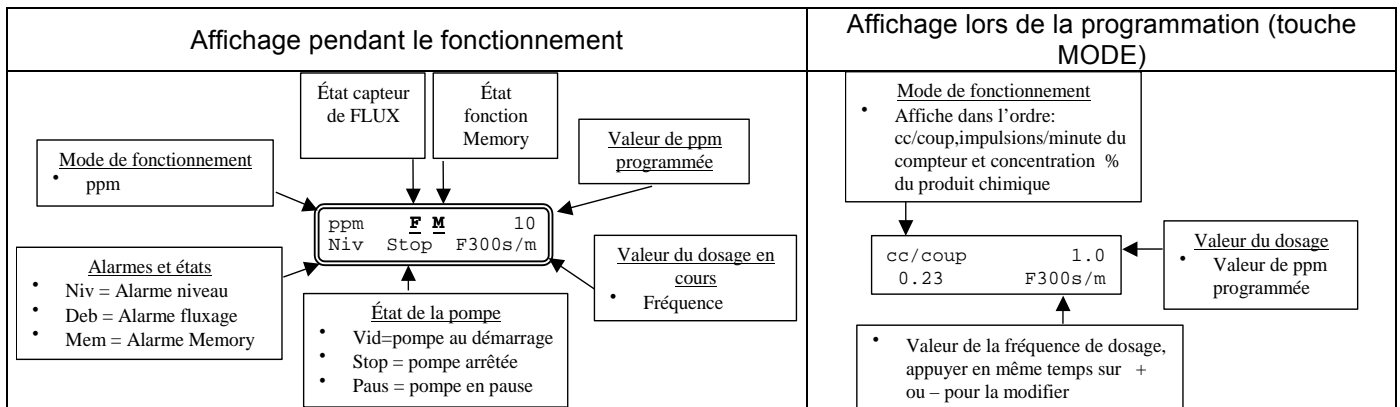 Affichage pendant le fonctionnement
Affichage lors de la programmation (touche
MODE)
État capteur
de FLUX
État
fonction
Memory
Valeur de ppm
programmée
Mode de fonctionnement
• ppm
ppm F M 10
Niv Stop F300s/m
Alarmes et états
• Niv = Alarme niveau
• Deb = Alarme fluxage
• Mem = Alarme Memory
État de la pompe
• Vid=pompe au démarrage
• Stop = pompe arrêtée
• Paus = pompe en pause
Valeur du dosage en
cours
• Fréquence
Mode de fonctionnement
• Affiche dans l’ordre:
cc/coup,impulsions/minute du
compteur et concentration %
du produit chimique
cc/coup 1.0
0.23 F300s/m
Valeur du dosage
• Valeur de ppm
programmée
• Valeur de la fréquence de dosage,
appuyer en même temps sur +
ou – pour la modifier